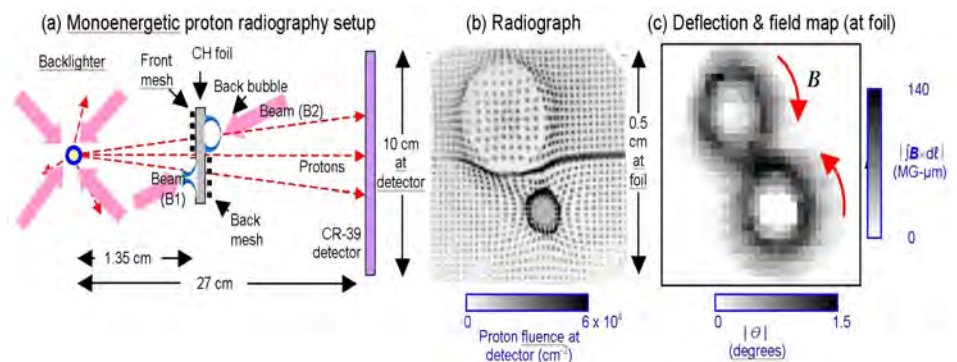 (a) Monoenergetic proton radiography setup
Backlighter
Front
mesh
CH foil
Back bubble
Beam (B2)
Protons
Beam
(B1)
Back
mesh
CR-39
detector
1.35 cm
27 cm
10 cm
at
detector
(b) Radiograph
0.5
cm
at
foil
0
Proton fluence at
detector (cm⁻²)
(c) Deflection & field map (at foil)
B
140
|∫B×dℓ|
(MG-µm)
0
0
1.5
|θ|
(degrees)